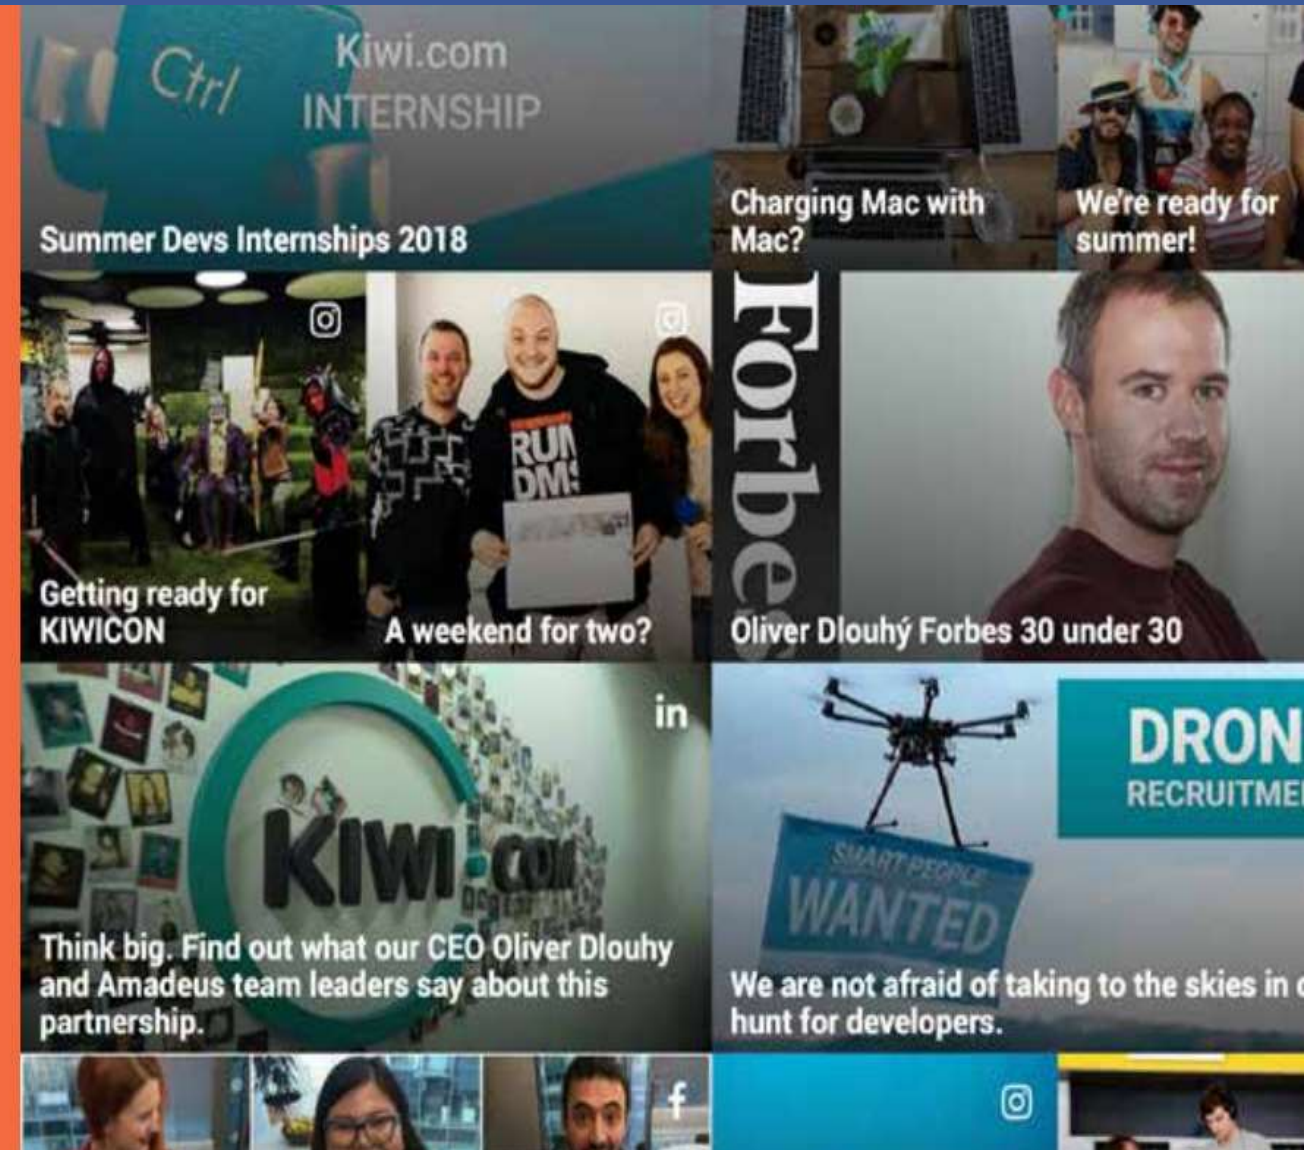 Ctrl
Kiwi.com
INTERNSHIP
Summer Devs Internships 2018
Charging Mac with
Mac?
We're ready for
summer!
RUN
DMS
Getting ready for
KIWICON
A weekend for two?
Forbes
Oliver Dlouhý Forbes 30 under 30
in
KIWI.COM
Think big. Find out what our CEO Oliver Dlouhy
and Amadeus team leaders say about this
partnership.
DRON
RECRUITME
SMART PEOPLE
WANTED
We are not afraid of taking to the skies in
hunt for developers.
f